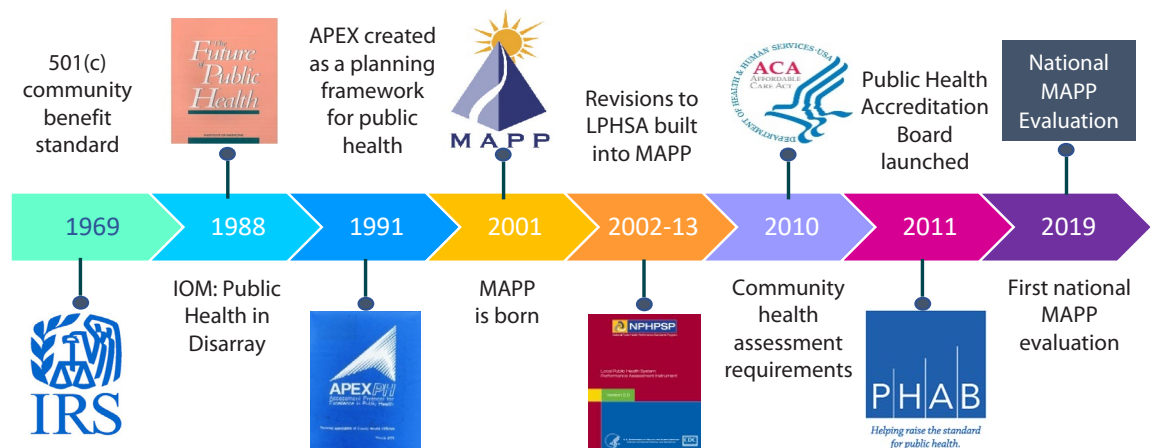 501(c)
community
benefit
standard
The
Future
of Public
Health
APEX created
as a planning
framework
for public
health
MAPP
Revisions to
LPHSA built
into MAPP
DEPARTMENT OF HEALTH & HUMAN SERVICES·USA
ACA
AFFORDABLE
CARE ACT
Public Health
Accreditation
Board
launched
National
MAPP
Evaluation
1969
1988
1991
2001
2002-13
2010
2011
2019
IRS
IOM: Public
Health in
Disarray
APEXPH
Assessment Protocol for
Excellence in Public Health
MAPP
is born
NPHPSP
Local Public Health System
Performance Assessment Instrument
Version 2.0
CDC
Community
health
assessment
requirements
PHAB
Helping raise the standard
for public health.
First national
MAPP
evaluation